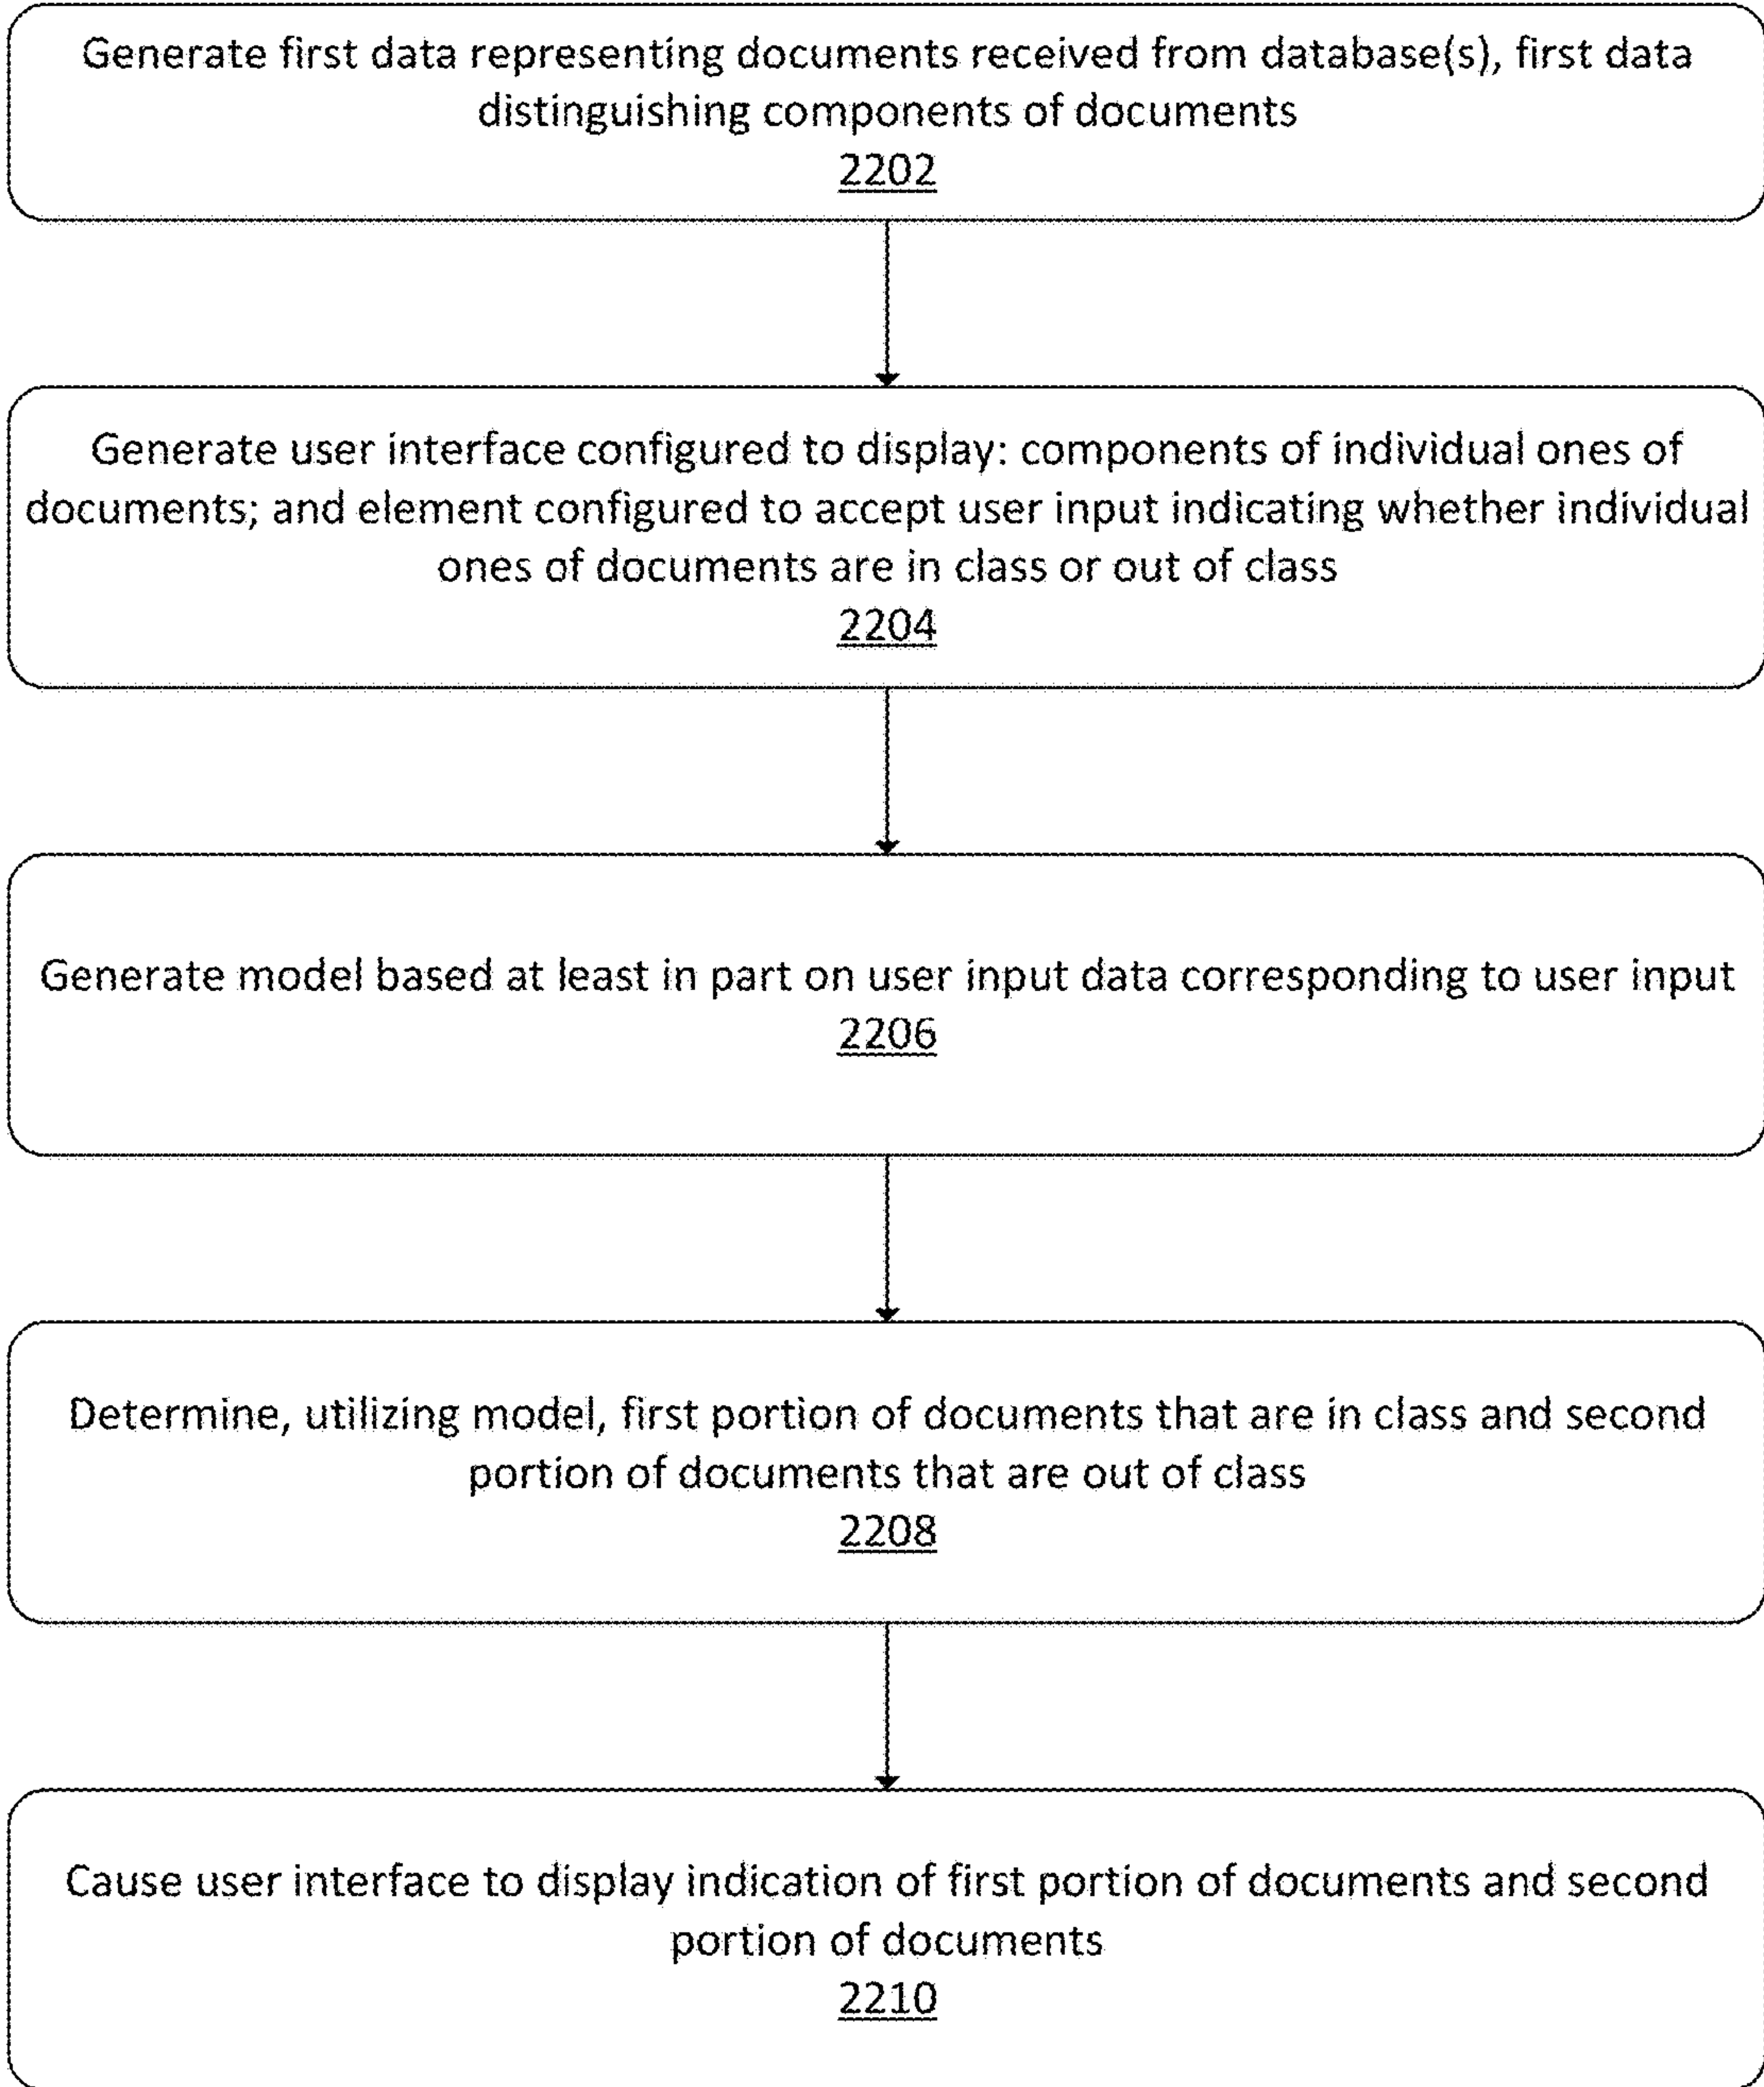 Generate first data representing documents received from database(s), first data
distinguishing components of documents
2202
Generate user interface configured to display: components of individual ones of
documents; and element configured to accept user input indicating whether individual
ones of documents are in class or out of class
2204
Generate model based at least in part on user input data corresponding to user input
2206
Determine, utilizing model, first portion of documents that are in class and second
portion of documents that are out of class
2208
Cause user interface to display indication of first portion of documents and second
portion of documents
2210